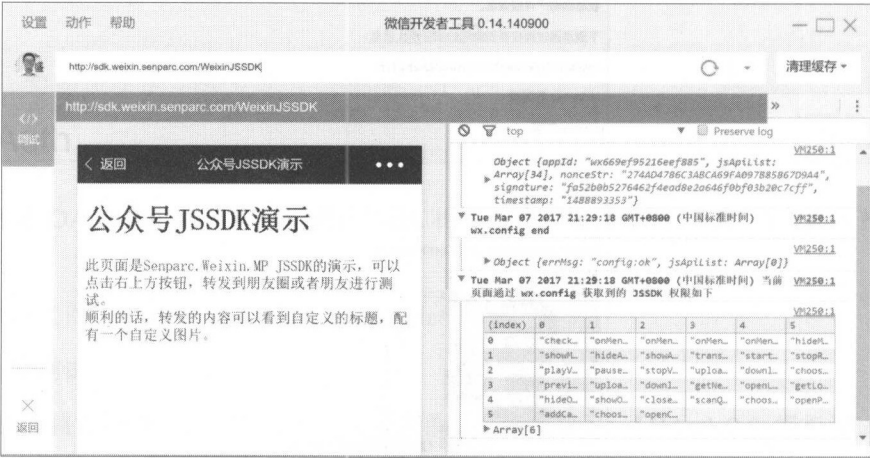 设置 动作 帮助 微信开发者工具 0.14.140900
http://sdk.weixin.senparc.com/WeixinJSSDK 清理缓存
http://sdk.weixin.senparc.com/WeixinJSSDK
</>
调试
返回
< 返回 公众号JSSDK演示 •••
公众号JSSDK演示
此页面是Senparc.Weixin.MP JSSDK的演示，可以
点击右上方按钮，转发到朋友圈或者朋友进行测
试。
顺利的话，转发的内容可以看到自定义的标题，配
有一个自定义图片。
top Preserve log
VM250:1
Object {appId: "wx669ef95216eef885", jsApiList:
Array[34], nonceStr: "274AD4786C3ABCA69FA097B85867D9A4",
signature: "fa52b0b5276462f4ead8e2a646f0bf03b20c7cff",
timestamp: "1488893353"}
Tue Mar 07 2017 21:29:18 GMT+0800 (中国标准时间) VM250:1
wx.config end
VM250:1
Object {errMsg: "config:ok", jsApiList: Array[0]}
Tue Mar 07 2017 21:29:18 GMT+0800 (中国标准时间) 当前 VM250:1
页面通过 wx.config 获取到的 JSSDK 权限如下
VM250:1
(index) 0 1 2 3 4 5
0 "check… "onMen… "onMen… "onMen… "onMen… "hideM…
1 "showM… "hideA… "showA… "trans… "start… "stopR…
2 "playV… "pause… "stopV… "uploa… "downl… "choos…
3 "previ… "uploa… "downl… "getNe… "openL… "getLo…
4 "hideO… "showO… "close… "scanQ… "choos… "openP…
5 "addCa… "choos… "openC…
Array[6]